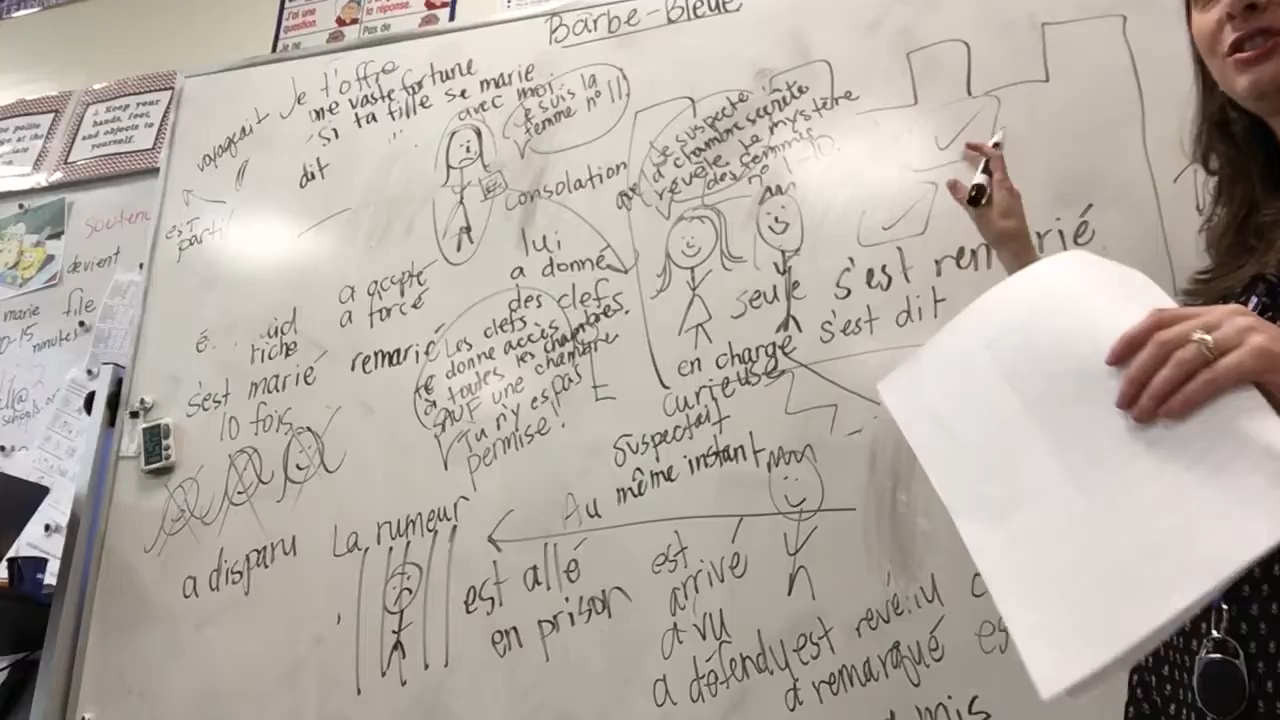 Barbe-Bleue
J'ai une
question.
la réponse.
Je ne
Pas de
1. Keep your
hands, feet,
and objects to
yourself.
voyageait
est
parti
Je t'offre
une vaste fortune
si ta fille se marie
avec moi.
...
dit
Je suis la
femme n° 11
consolation
lui
a donné
des clefs
Je suspecte
que la chambre secrète
révèle le mystère
des femmes
n° 1-10.
seule
s'est remarié
s'est dit
en charge
curieuse
suspectait
Au même instant
a accepté
a forcé
riche
s'est marié
10 fois
remarié
Les clefs
te donne accès
à toutes les chambres.
SAUF une chambre
Tu n'y es pas
permise!
a disparu
La rumeur
est allé
en prison
est
arrivé
a vu
a défendu
est
a remarqué
mis
soutenu
devient
marie
file
minutes